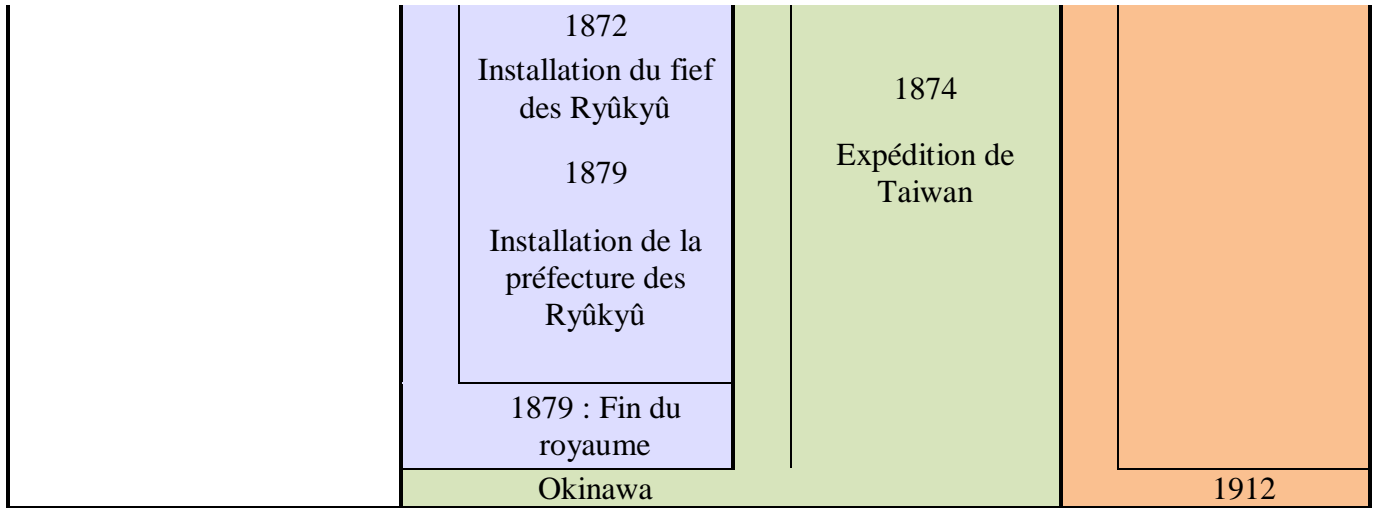 1872
Installation du fief
des Ryûkyû
1879
Installation de la
préfecture des
Ryûkyû
1874
Expédition de
Taiwan
1879 : Fin du
royaume
Okinawa
1912